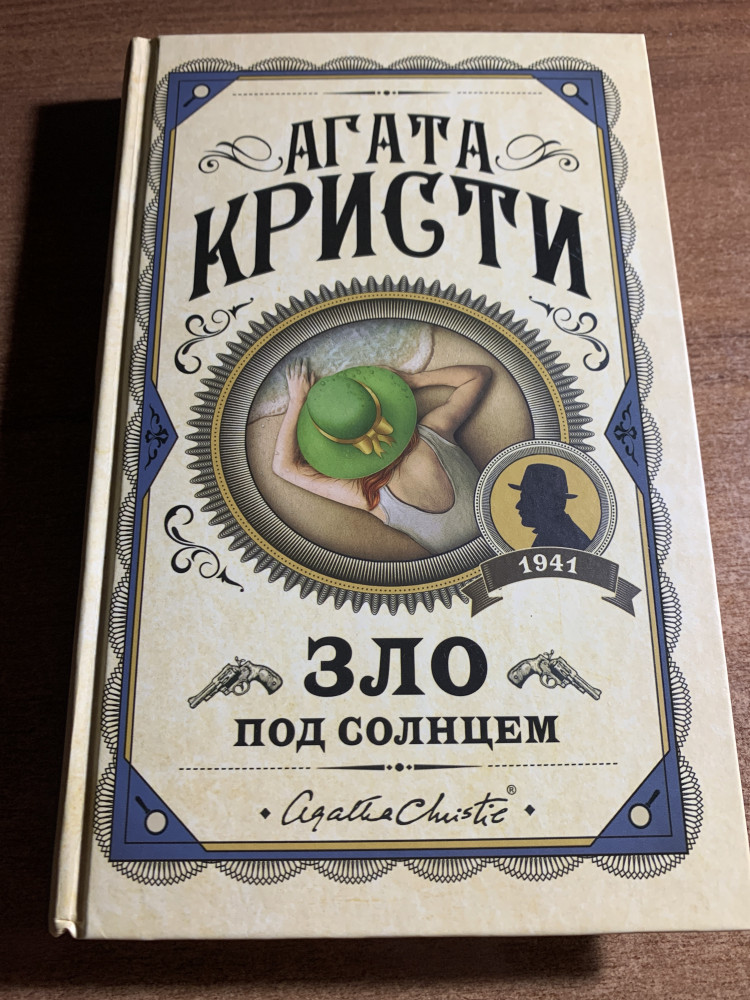 АГАТА
КРИСТИ
1941
ЗЛО
ПОД СОЛНЦЕМ
Agatha Christie®